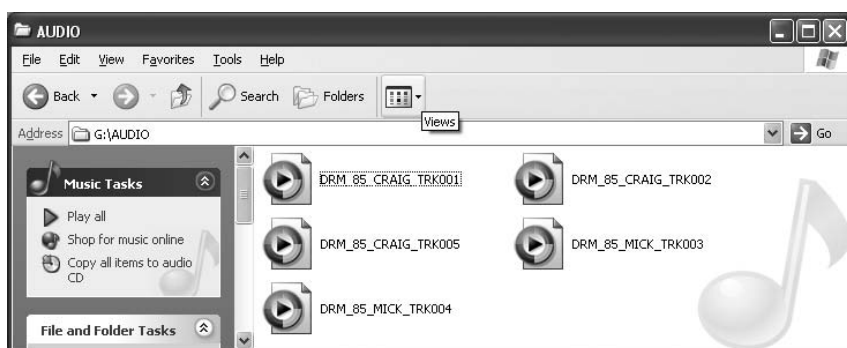 AUDIO
File Edit View Favorites Tools Help
Back Search Folders
Views
Address G:\AUDIO Go
Music Tasks
Play all
Shop for music online
Copy all items to audio
CD
File and Folder Tasks
DRM_85_CRAIG_TRK001 DRM_85_CRAIG_TRK002
DRM_85_CRAIG_TRK005 DRM_85_MICK_TRK003
DRM_85_MICK_TRK004